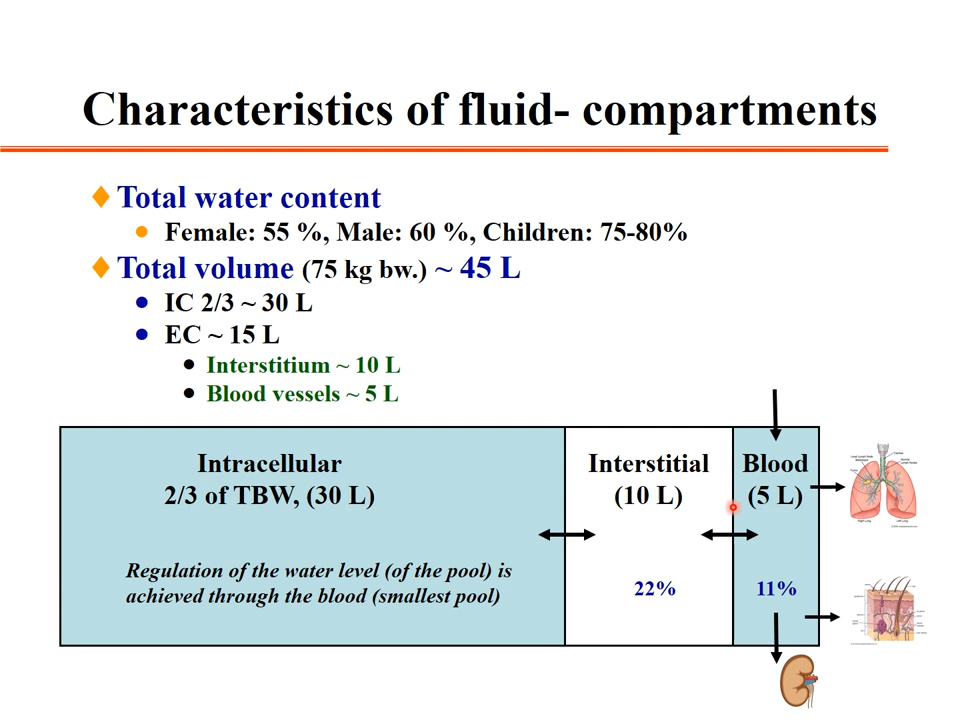 Characteristics of fluid- compartments
Total water content
Female: 55 %, Male: 60 %, Children: 75-80%
Total volume (75 kg bw.) ~ 45 L
IC 2/3 ~ 30 L
EC ~ 15 L
Interstitium ~ 10 L
Blood vessels ~ 5 L
Intracellular
2/3 of TBW, (30 L)
Interstitial
(10 L)
Blood
(5 L)
Regulation of the water level (of the pool) is
achieved through the blood (smallest pool)
22%
11%